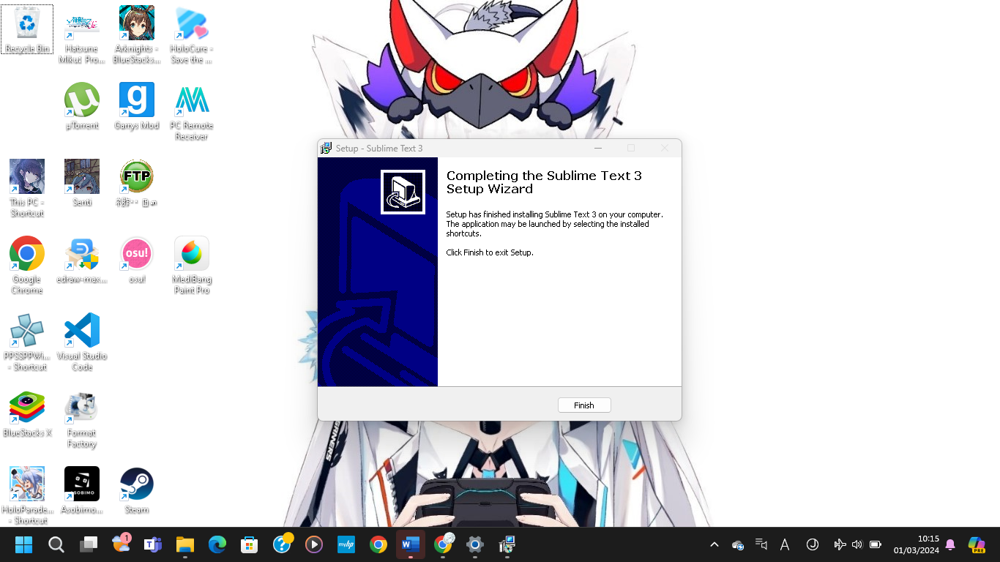 Recycle Bin
Hatsune
Miku: Pro...
Arknights -
BlueStacks...
HoloCure -
Save the ...
µTorrent
g
Garrys Mod
PC Remote
Receiver
This PC -
Shortcut
Senti
FTP
Google
Chrome
edraw-max...
osu!
osu!
MediBang
Paint Pro
PPSSPPWi...
- Shortcut
Visual Studio
Code
BlueStacks X
Format
Factory
HoloParade...
- Shortcut
ASOBIMO
Asobimo...
Steam
Setup - Sublime Text 3
Completing the Sublime Text 3
Setup Wizard
Setup has finished installing Sublime Text 3 on your computer.
The application may be launched by selecting the installed
shortcuts.
Click Finish to exit Setup.
Finish
1
myhp
W
A
J
10:15
01/03/2024
PRE